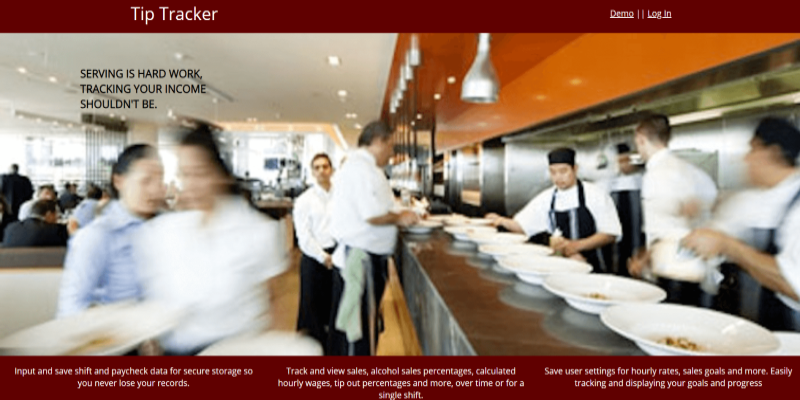 Tip Tracker
Demo || Log In
SERVING IS HARD WORK,
TRACKING YOUR INCOME
SHOULDN'T BE.
Input and save shift and paycheck data for secure storage so
you never lose your records.
Track and view sales, alcohol sales percentages, calculated
hourly wages, tip out percentages and more, over time or for a
single shift.
Save user settings for hourly rates, sales goals and more. Easily
tracking and displaying your goals and progress